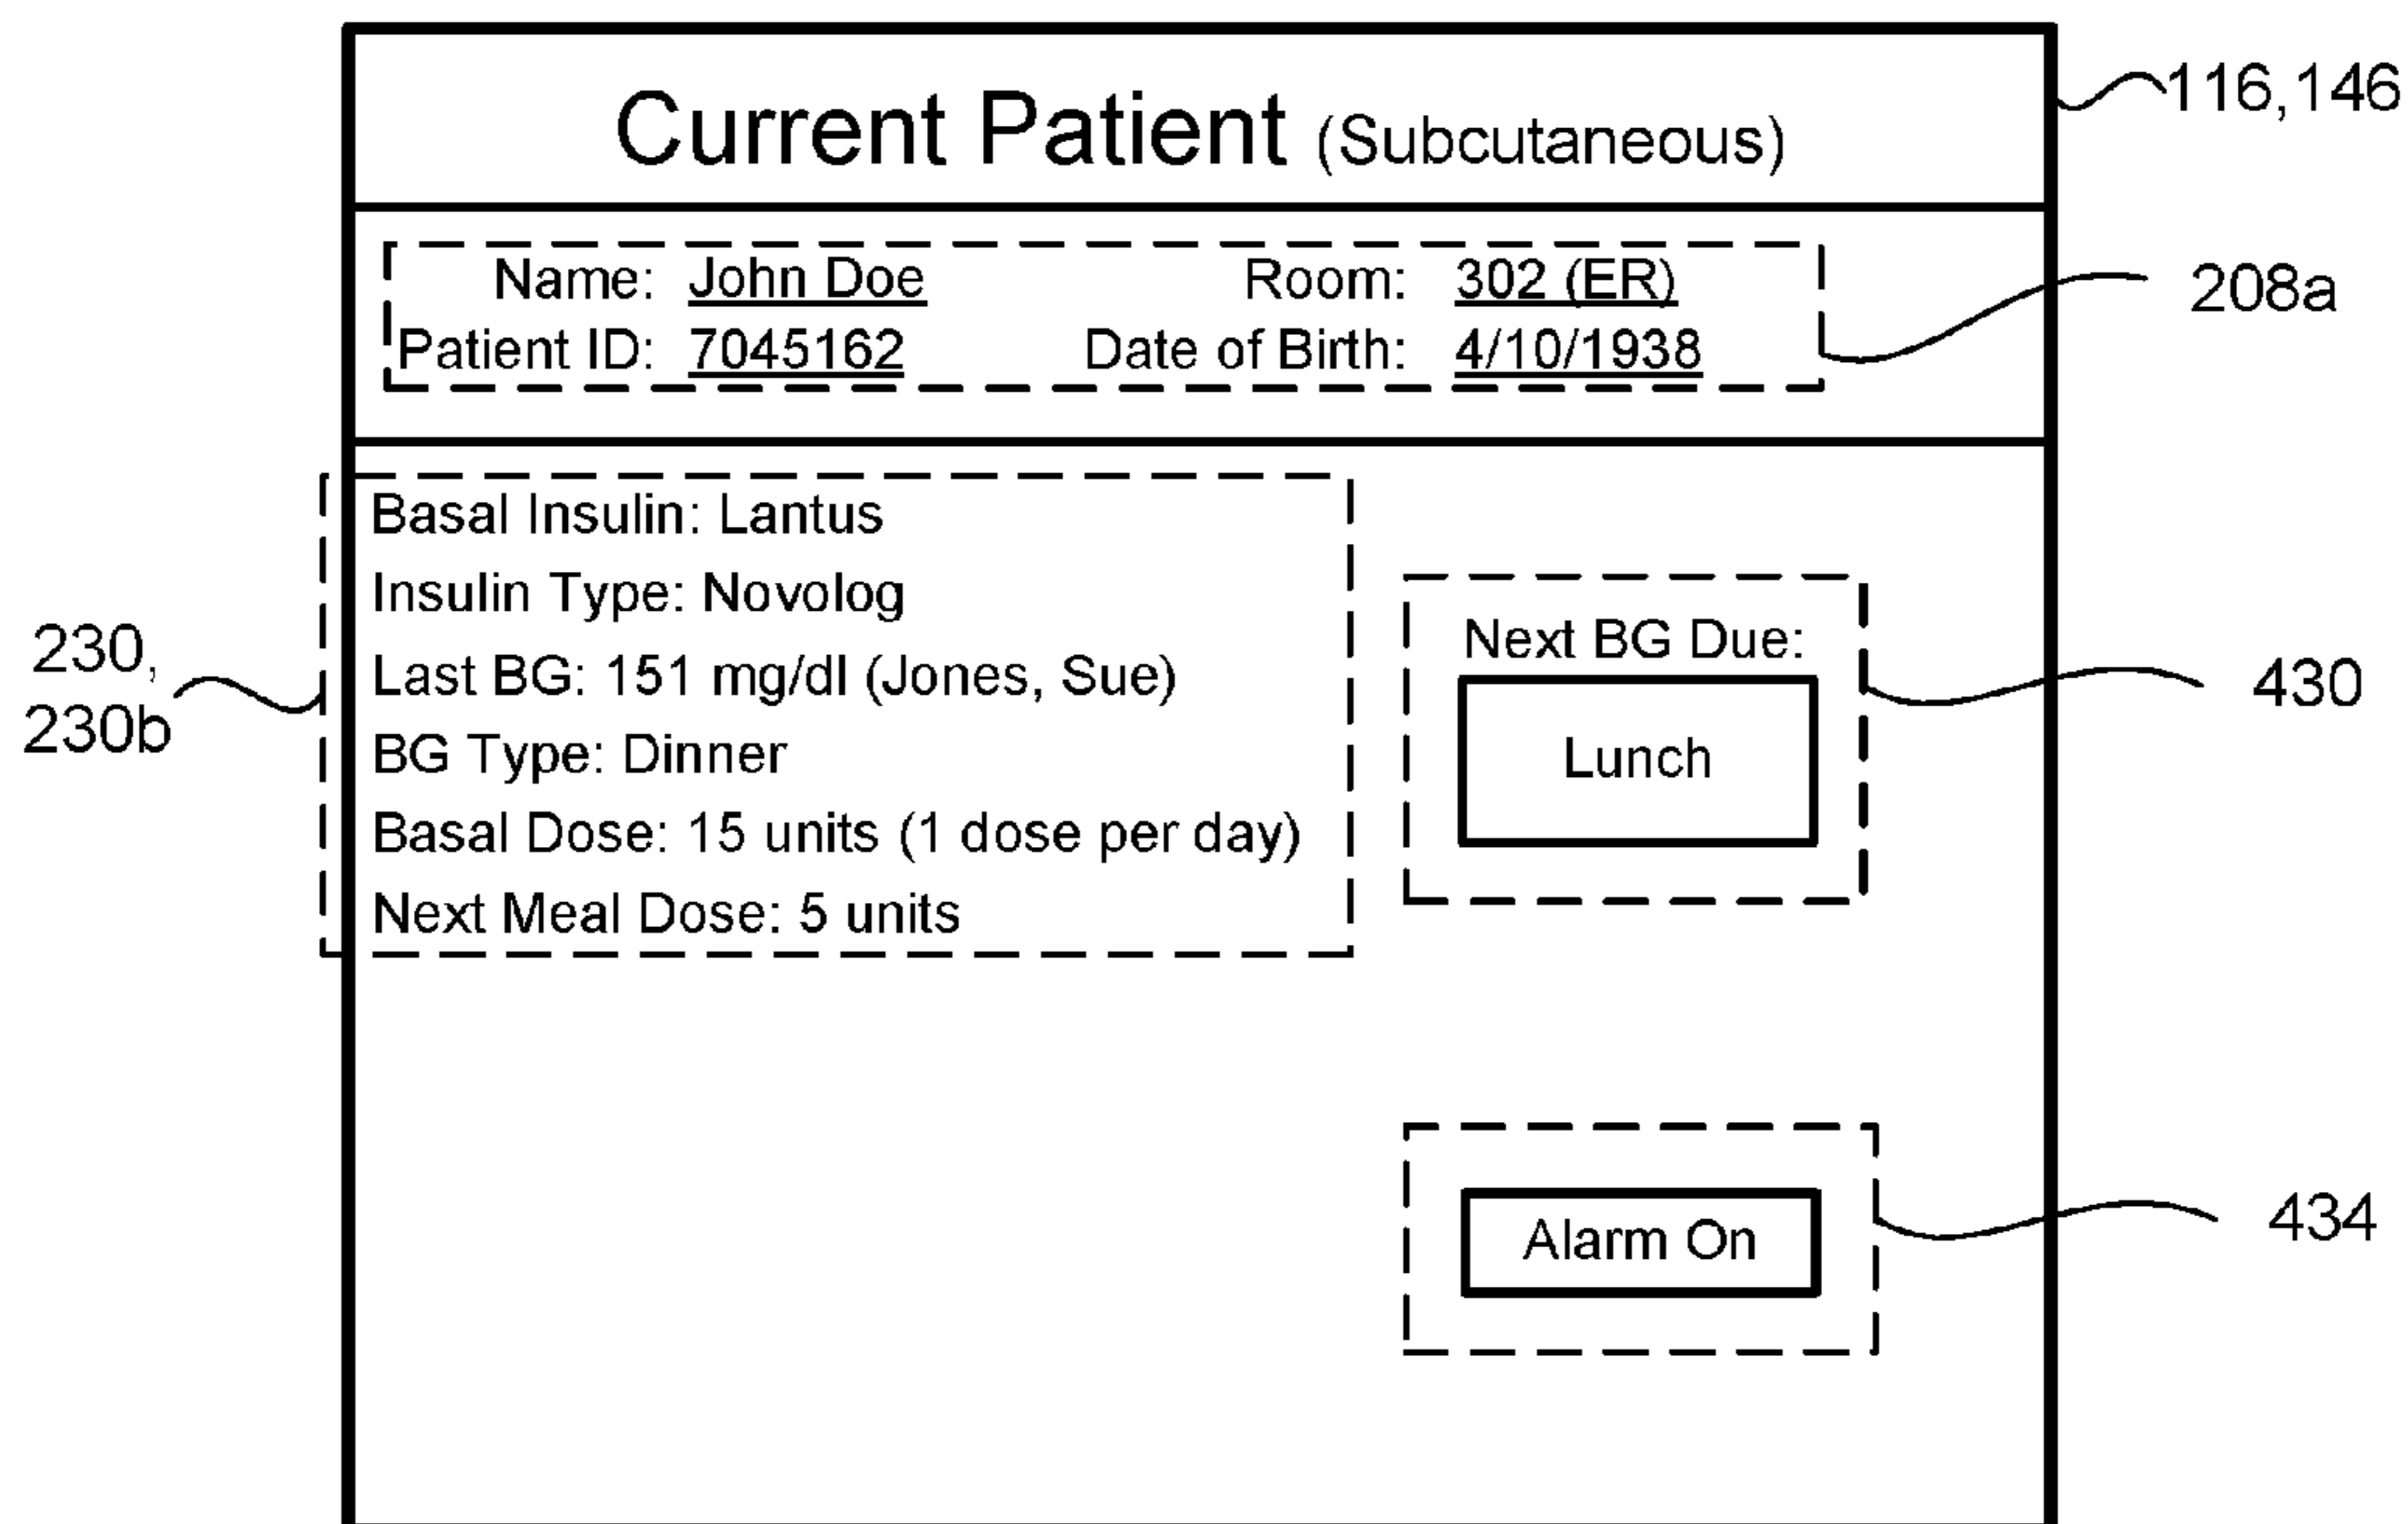 Current Patient (Subcutaneous)
116,146
Name: John Doe Room: 302 (ER)
Patient ID: 7045162 Date of Birth: 4/10/1938
208a
Basal Insulin: Lantus
Insulin Type: Novolog
Last BG: 151 mg/dl (Jones, Sue)
BG Type: Dinner
Basal Dose: 15 units (1 dose per day)
Next Meal Dose: 5 units
230,
230b
Next BG Due:
Lunch
430
Alarm On
434